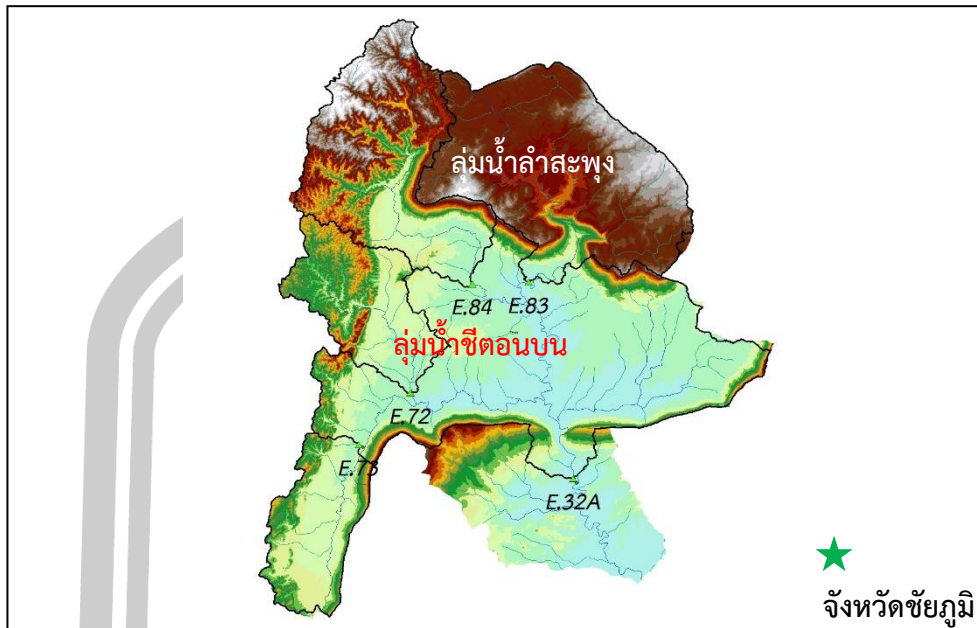 ลุ่มน้ำลำสะพุง
E.84
E.83
ลุ่มน้ำชีตอนบน
E.72
E.73
E.32A
จังหวัดชัยภูมิ